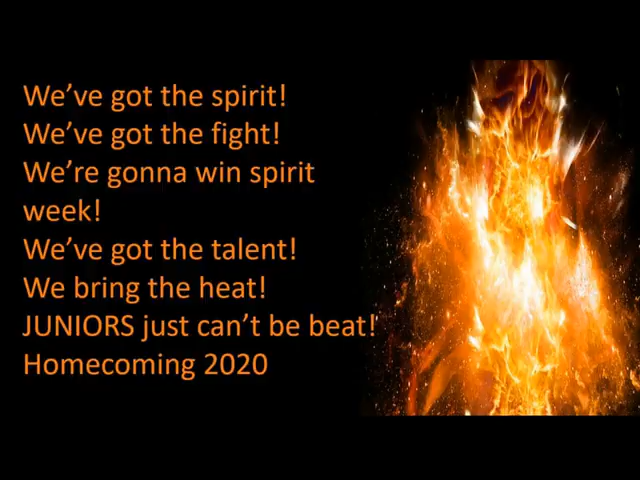 We’ve got the spirit!
We’ve got the fight!
We’re gonna win spirit
week!
We’ve got the talent!
We bring the heat!
JUNIORS just can’t be beat!
Homecoming 2020